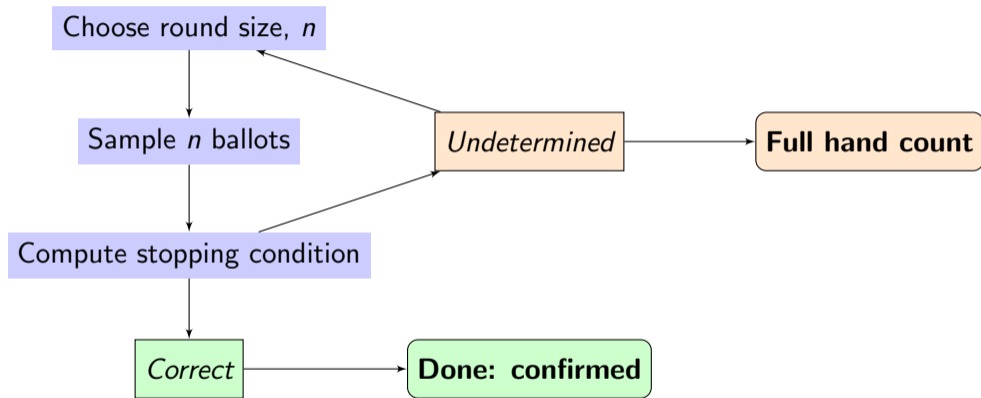 Choose round size, n
Sample n ballots
Undetermined
Full hand count
Compute stopping condition
Correct
Done: confirmed